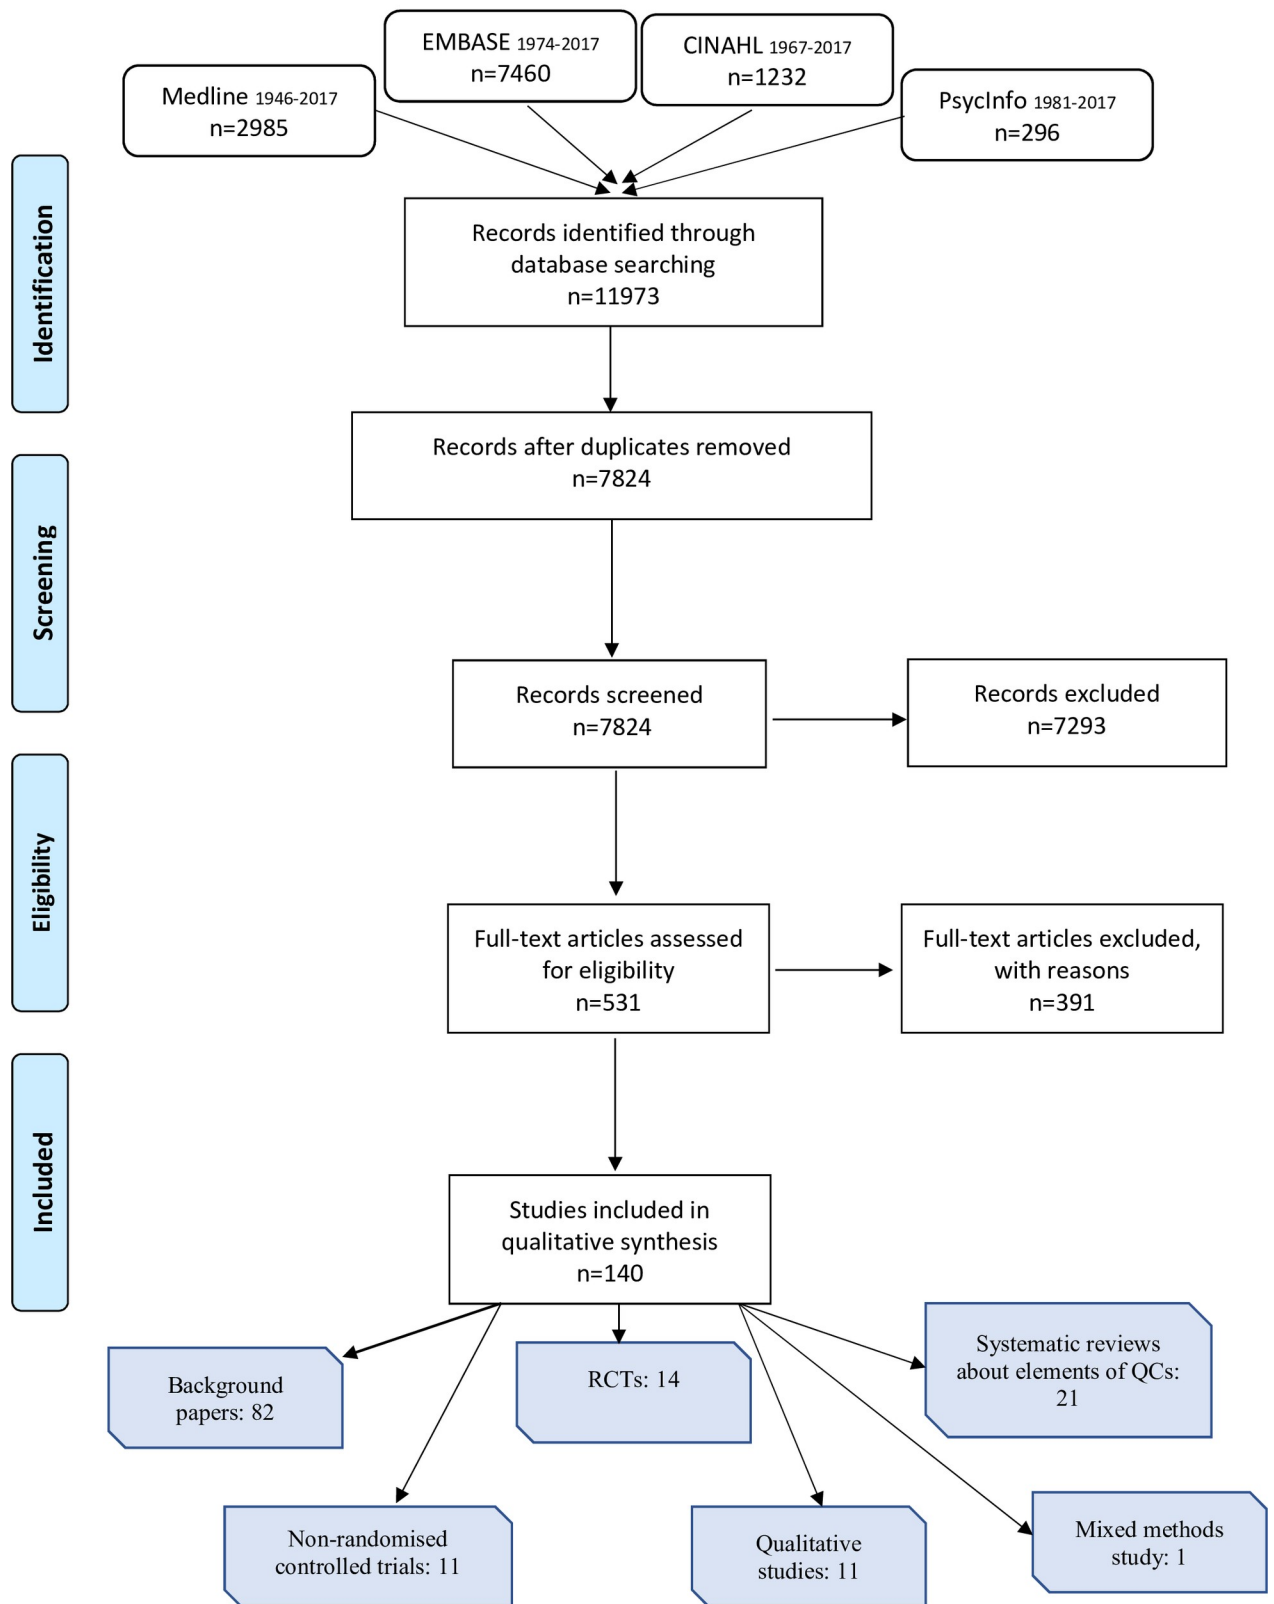 EMBASE 1974-2017
n=7460
CINAHL 1967-2017
n=1232
Medline 1946-2017
n=2985
PsycInfo 1981-2017
n=296
Identification
Records identified through
database searching
n=11973
Records after duplicates removed
n=7824
Screening
Records screened
n=7824
Records excluded
n=7293
Eligibility
Full-text articles assessed
for eligibility
n=531
Full-text articles excluded,
with reasons
n=391
Included
Studies included in
qualitative synthesis
n=140
Background
papers: 82
RCTs: 14
Systematic reviews
about elements of QCs:
21
Non-randomised
controlled trials: 11
Qualitative
studies: 11
Mixed methods
study: 1